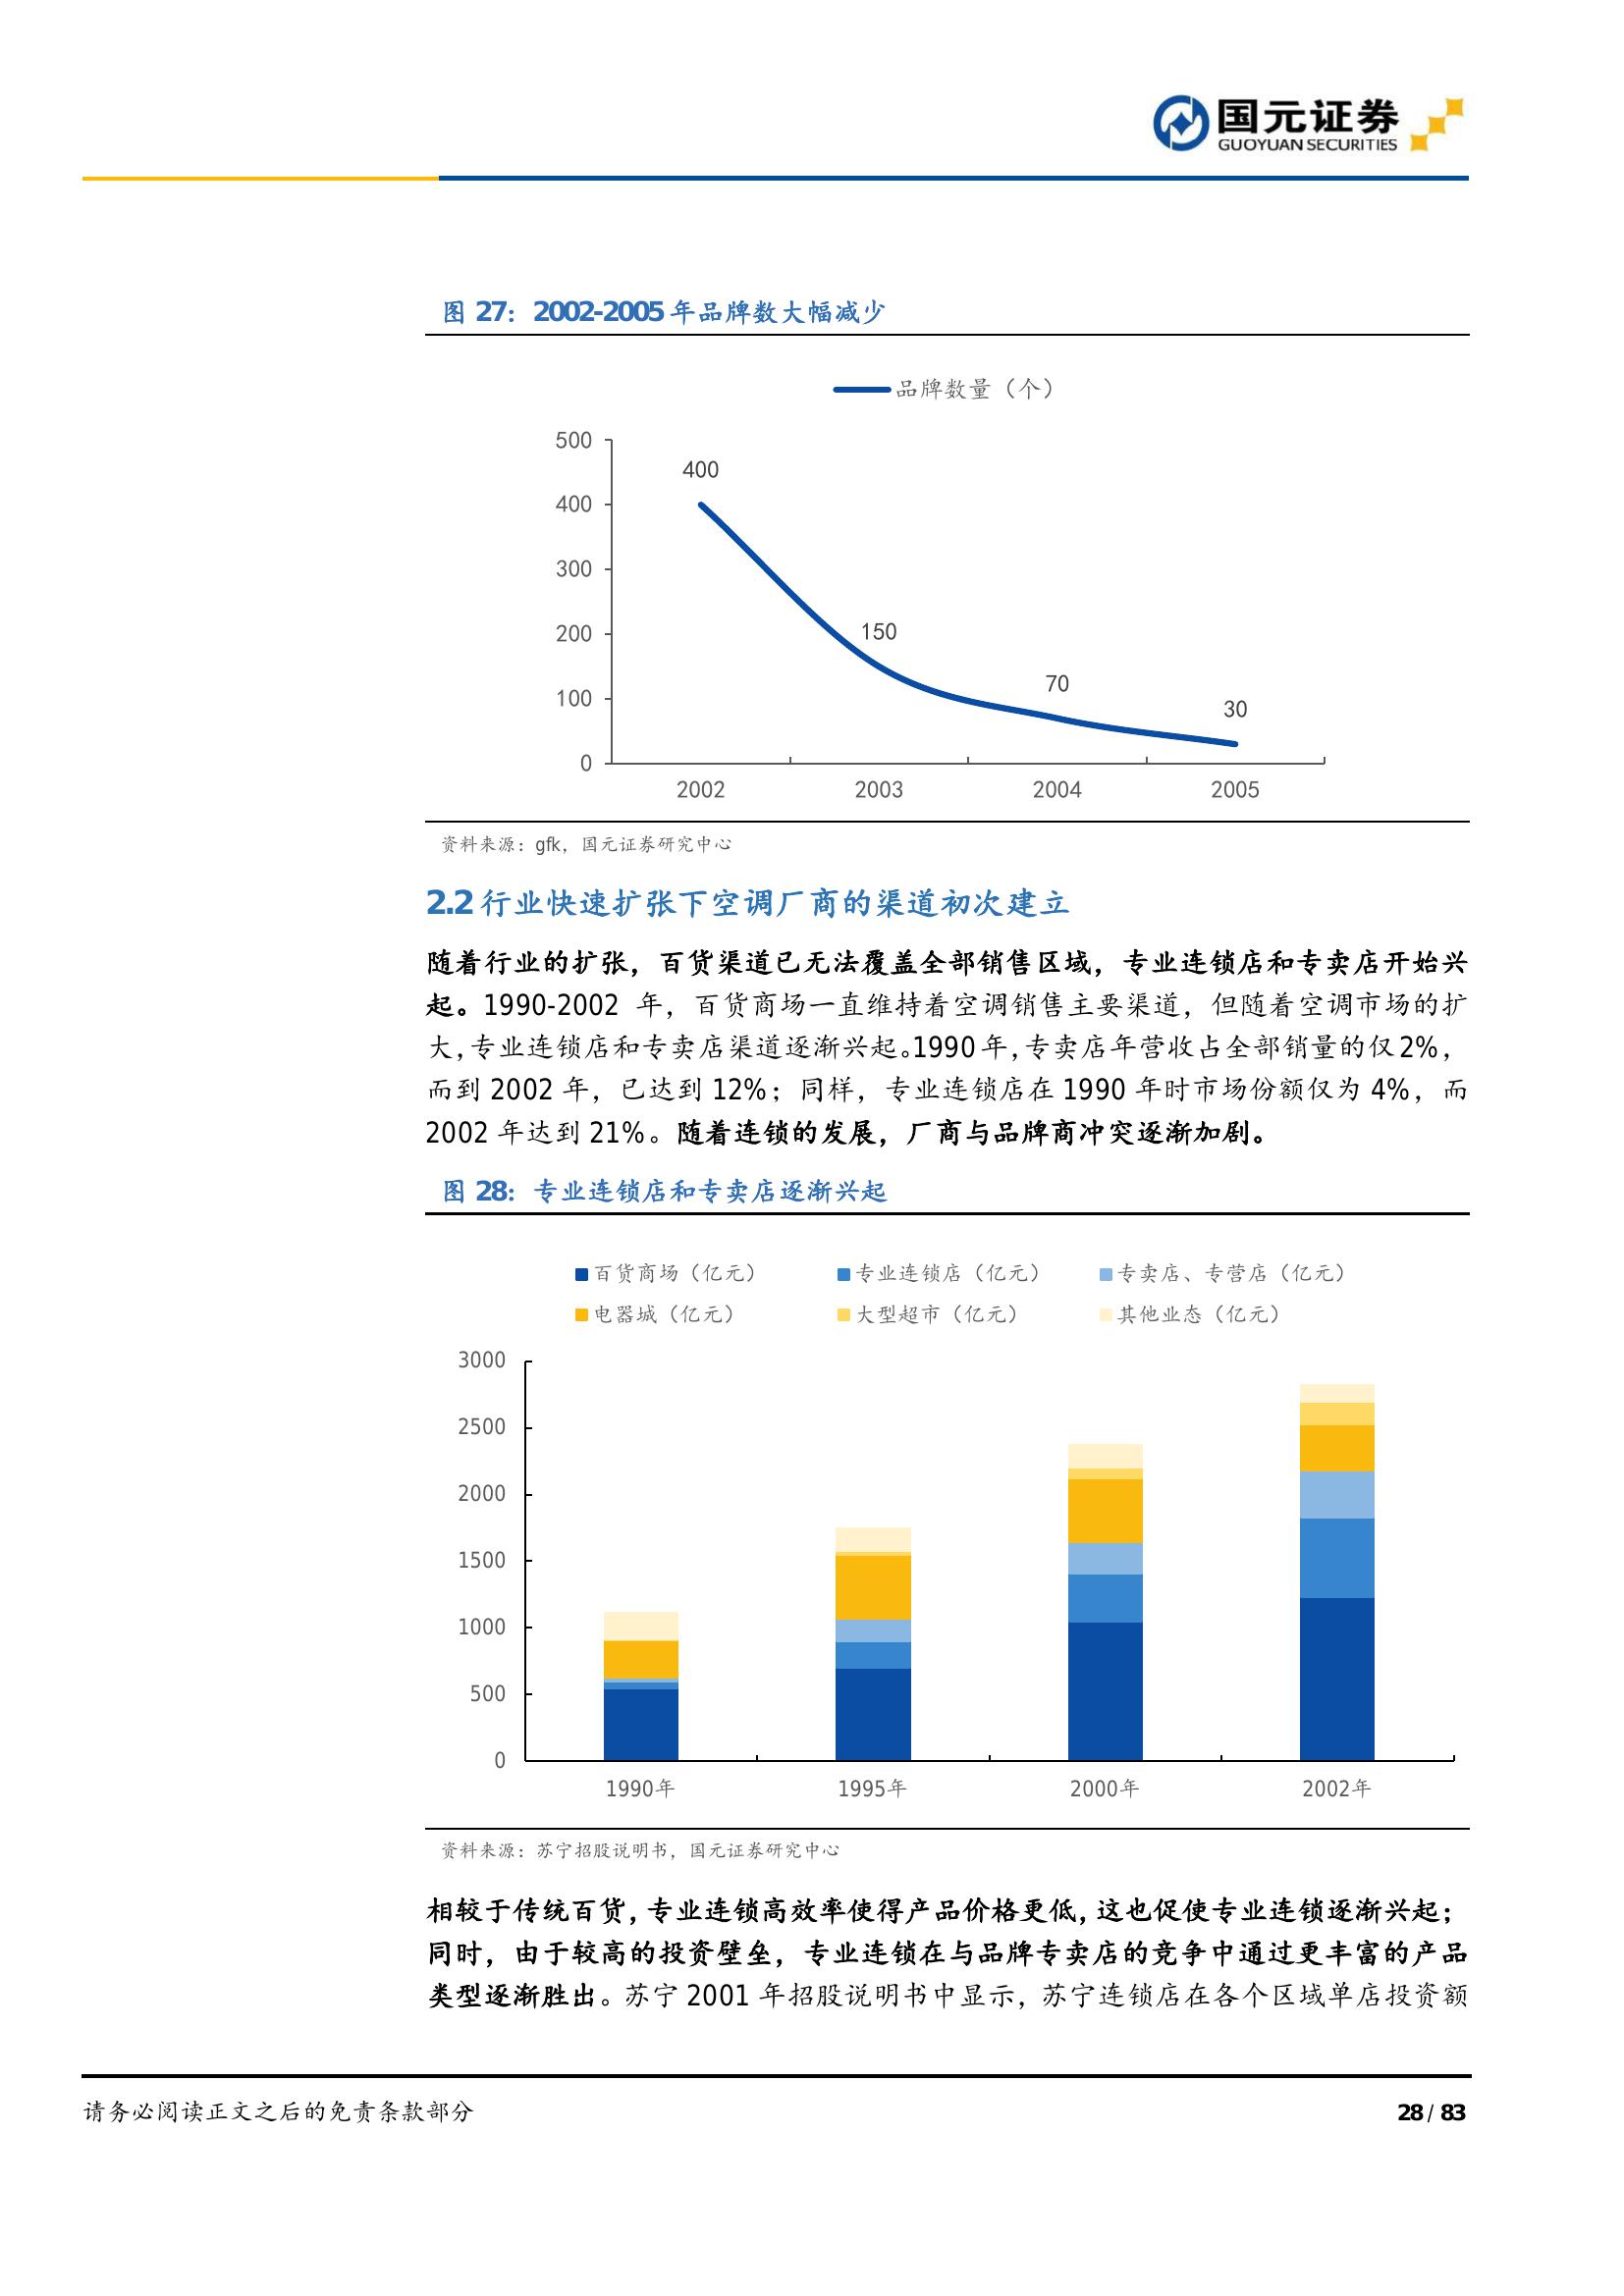 国元证券
GUOYUAN SECURITIES
图 27：2002-2005 年品牌数大幅减少
品牌数量（个）
500
400
300
200
100
0
400
150
70
30
2002 2003 2004 2005
资料来源：gfk，国元证券研究中心
2.2 行业快速扩张下空调厂商的渠道初次建立
随着行业的扩张，百货渠道已无法覆盖全部销售区域，专业连锁店和专卖店开始兴
起。1990-2002 年，百货商场一直维持着空调销售主要渠道，但随着空调市场的扩
大，专业连锁店和专卖店渠道逐渐兴起。1990 年，专卖店年营收占全部销量的仅 2%，
而到 2002 年，已达到 12%；同样，专业连锁店在 1990 年时市场份额仅为 4%，而
2002 年达到 21%。随着连锁的发展，厂商与品牌商冲突逐渐加剧。
图 28：专业连锁店和专卖店逐渐兴起
百货商场（亿元） 专业连锁店（亿元） 专卖店、专营店（亿元）
电器城（亿元） 大型超市（亿元） 其他业态（亿元）
3000
2500
2000
1500
1000
500
0
1990年 1995年 2000年 2002年
资料来源：苏宁招股说明书，国元证券研究中心
相较于传统百货，专业连锁高效率使得产品价格更低，这也促使专业连锁逐渐兴起；
同时，由于较高的投资壁垒，专业连锁在与品牌专卖店的竞争中通过更丰富的产品
类型逐渐胜出。苏宁 2001 年招股说明书中显示，苏宁连锁店在各个区域单店投资额
请务必阅读正文之后的免责条款部分 28 / 83